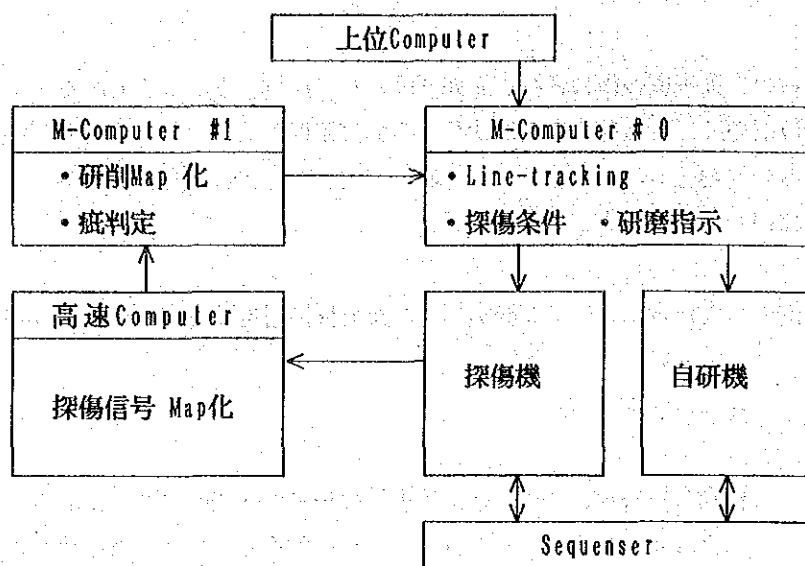 上位Computer
M-Computer #1
・研削Map 化
・疵判定
M-Computer # 0
・Line-tracking
・探傷条件 ・研磨指示
高速Computer
探傷信号 Map化
探傷機
自研機
Sequenser